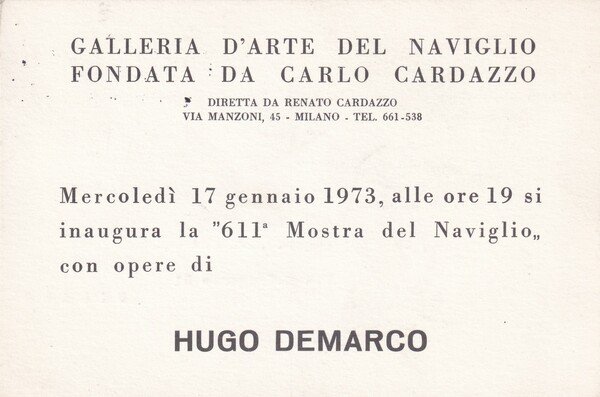 GALLERIA D'ARTE DEL NAVIGLIO
FONDATA DA CARLO CARDAZZO
DIRETTA DA RENATO CARDAZZO
VIA MANZONI, 45 - MILANO - TEL. 661-538
Mercoledì 17 gennaio 1973, alle ore 19 si
inaugura la "611ª Mostra del Naviglio„
con opere di
HUGO DEMARCO